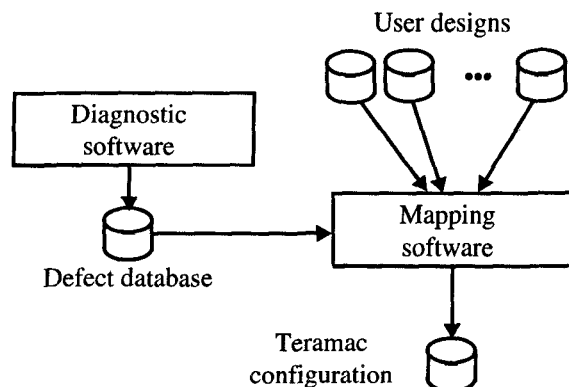 User designs
•••
Diagnostic
software
Mapping
software
Defect database
Teramac
configuration